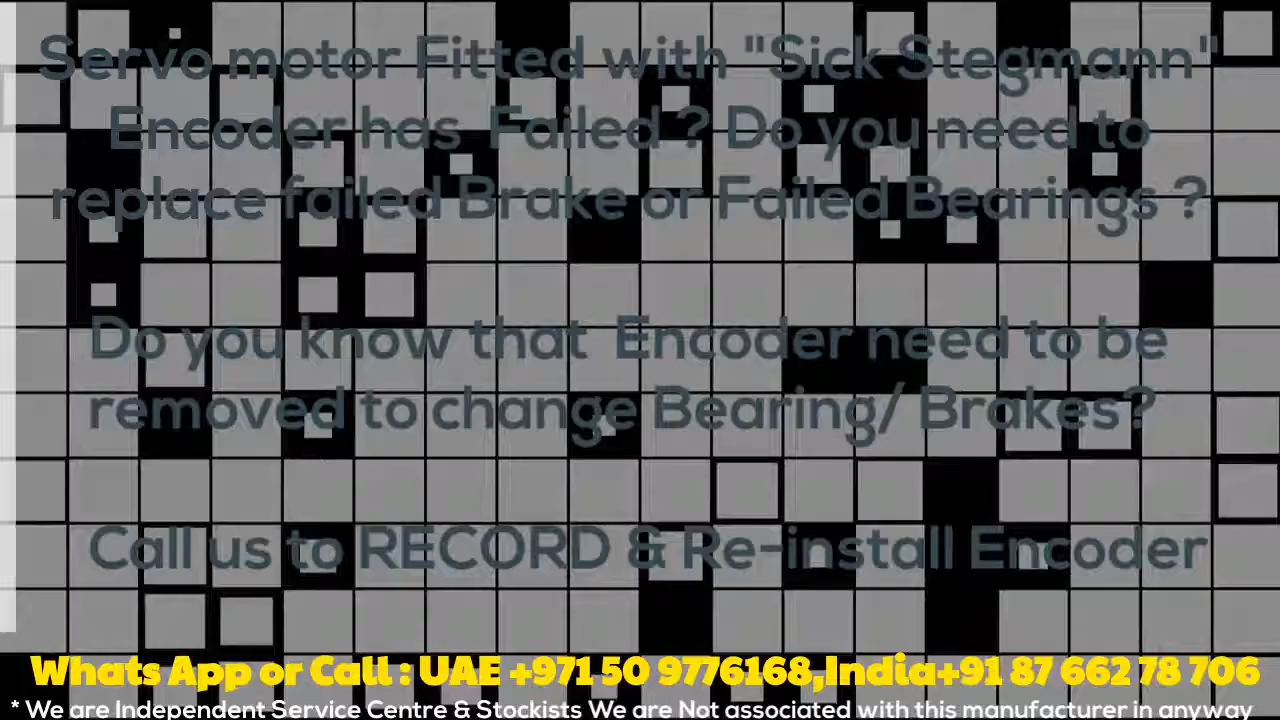 Servo motor Fitted with "Sick Stegmann"
Encoder has Failed ? Do you need to
replace failed Brake or Failed Bearings ?
Do you know that Encoder need to be
removed to change Bearing/ Brakes?
Call us to RECORD & Re-install Encoder
Whats App or Call : UAE +971 50 9776168,India+91 87 662 78 706
* We are Independent Service Centre & Stockists We are Not associated with this manufacturer in anyway